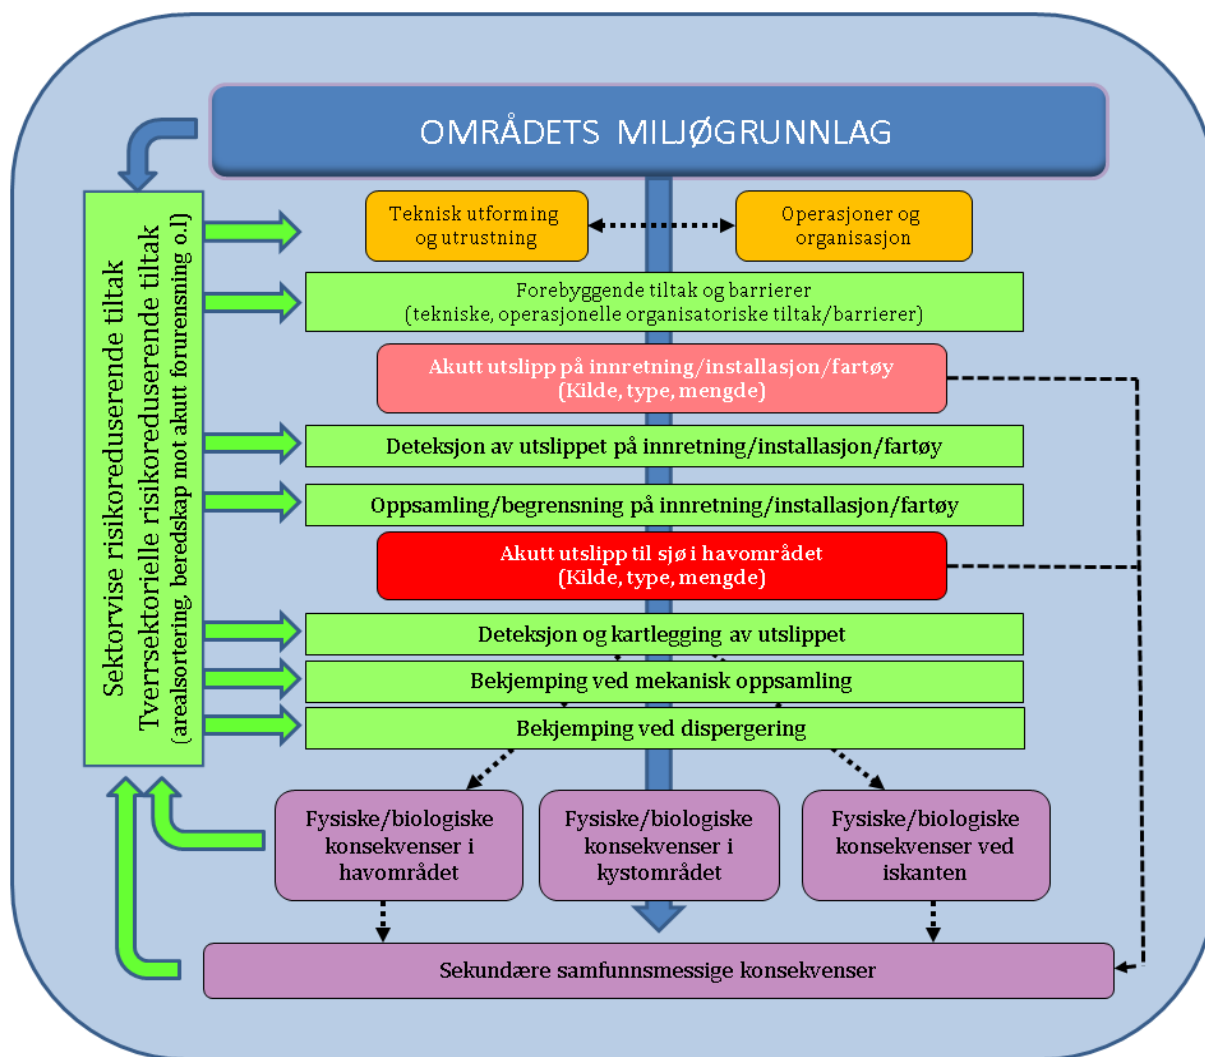 OMRÅDETS MILJØGRUNNLAG
Sektorvise risikoreduserende tiltak
Tverrsektorielle risikoreduserende tiltak
(arealsortering, beredskap mot akutt forurensning o.l)
Teknisk utforming
og utrustning
Operasjoner og
organisasjon
Forebyggende tiltak og barrierer
(tekniske, operasjonelle organisatoriske tiltak/barrierer)
Akutt utslipp på innretning/installasjon/fartøy
(Kilde, type, mengde)
Deteksjon av utslippet på innretning/installasjon/fartøy
Oppsamling/begrensning på innretning/installasjon/fartøy
Akutt utslipp til sjø i havområdet
(Kilde, type, mengde)
Deteksjon og kartlegging av utslippet
Bekjemping ved mekanisk oppsamling
Bekjemping ved dispergering
Fysiske/biologiske
konsekvenser i
havområdet
Fysiske/biologiske
konsekvenser i
kystområdet
Fysiske/biologiske
konsekvenser ved
iskanten
Sekundære samfunnsmessige konsekvenser